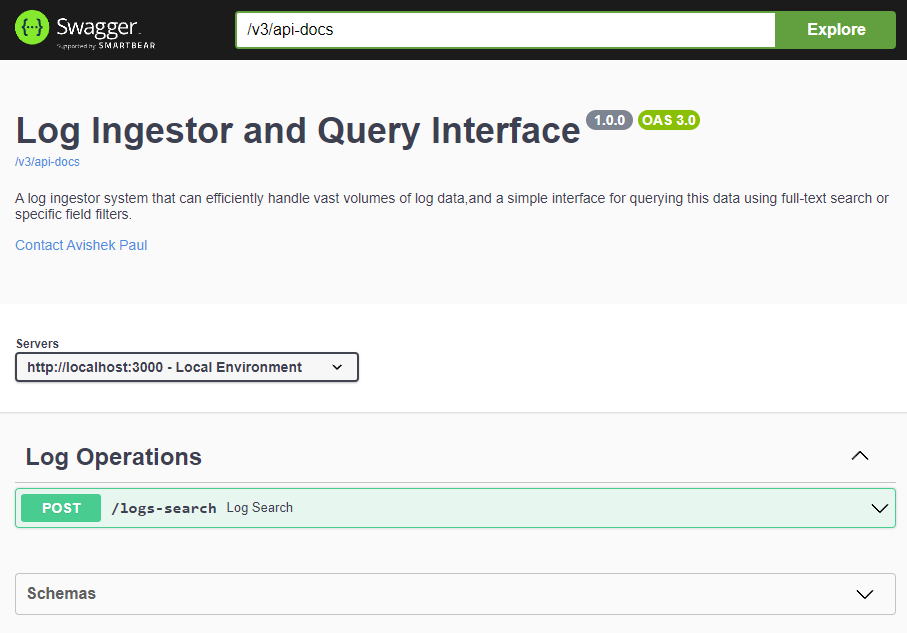 Swagger
Supported by SMARTBEAR
/v3/api-docs
Explore
Log Ingestor and Query Interface 1.0.0 OAS 3.0
/v3/api-docs
A log ingestor system that can efficiently handle vast volumes of log data,and a simple interface for querying this data using full-text search or
specific field filters.
Contact Avishek Paul
Servers
http://localhost:3000 - Local Environment
Log Operations
POST /logs-search Log Search
Schemas